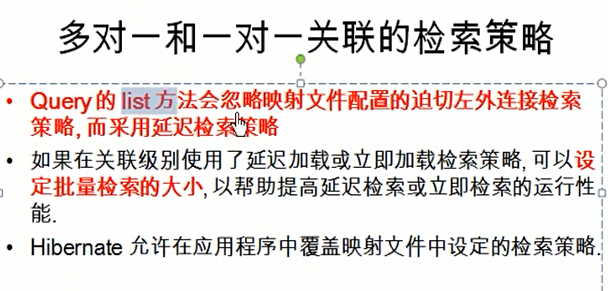 多对一和一对一关联的检索策略
• Query 的 list 方法会忽略映射文件配置的迫切左外连接检索
策略, 而采用延迟检索策略
• 如果在关联级别使用了延迟加载或立即加载检索策略, 可以设
定批量检索的大小, 以帮助提高延迟检索或立即检索的运行性
能.
• Hibernate 允许在应用程序中覆盖映射文件中设定的检索策略.